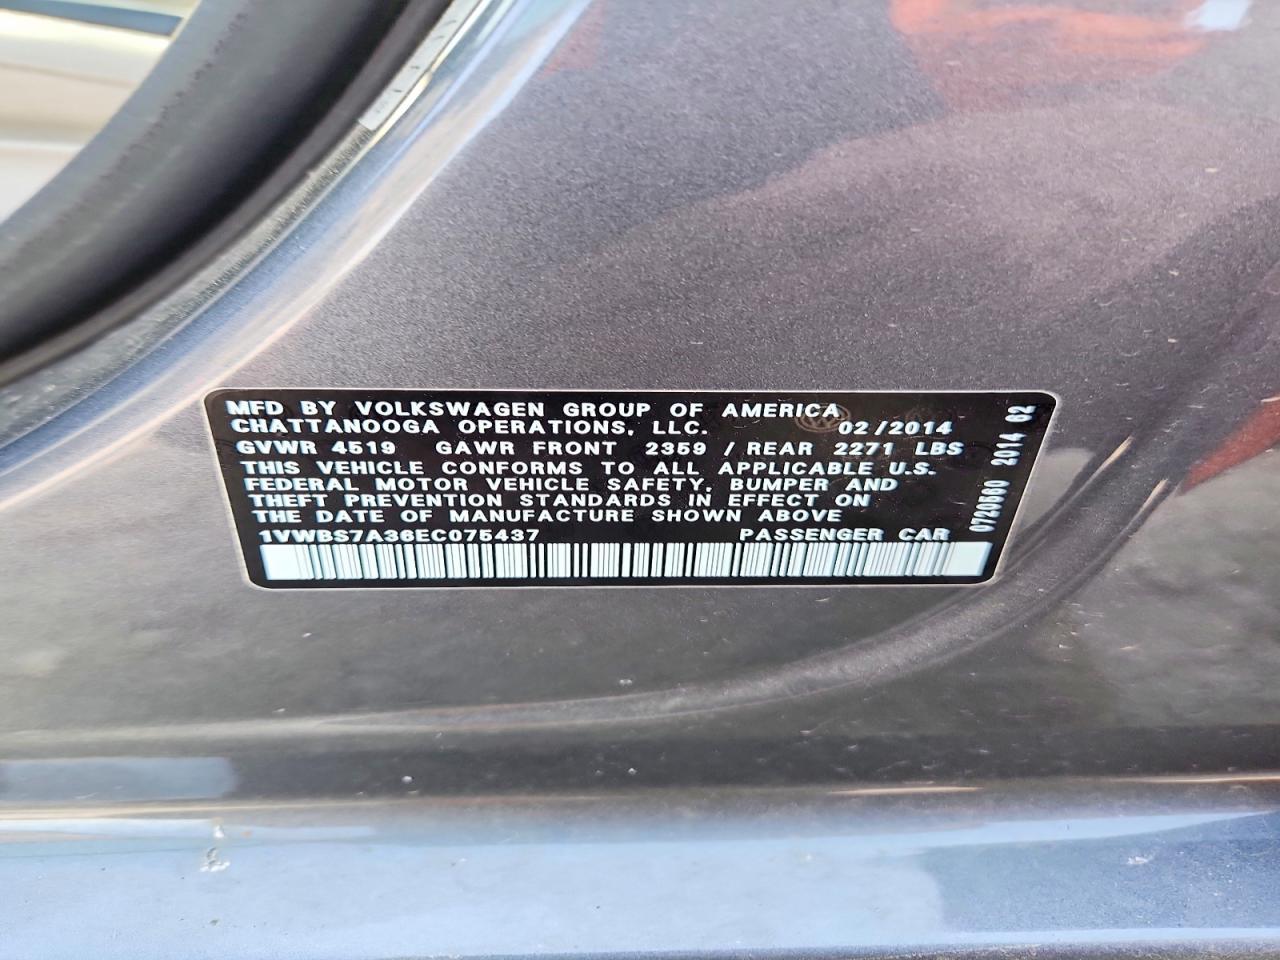 MFD BY VOLKSWAGEN GROUP OF AMERICA
CHATTANOOGA OPERATIONS, LLC. 02/2014
GVWR 4519 GAWR FRONT 2359 / REAR 2271 LBS
THIS VEHICLE CONFORMS TO ALL APPLICABLE U.S.
FEDERAL MOTOR VEHICLE SAFETY, BUMPER AND
THEFT PREVENTION STANDARDS IN EFFECT ON
THE DATE OF MANUFACTURE SHOWN ABOVE
1VWBS7A36EC075437 PASSENGER CAR
0720560 2014 02